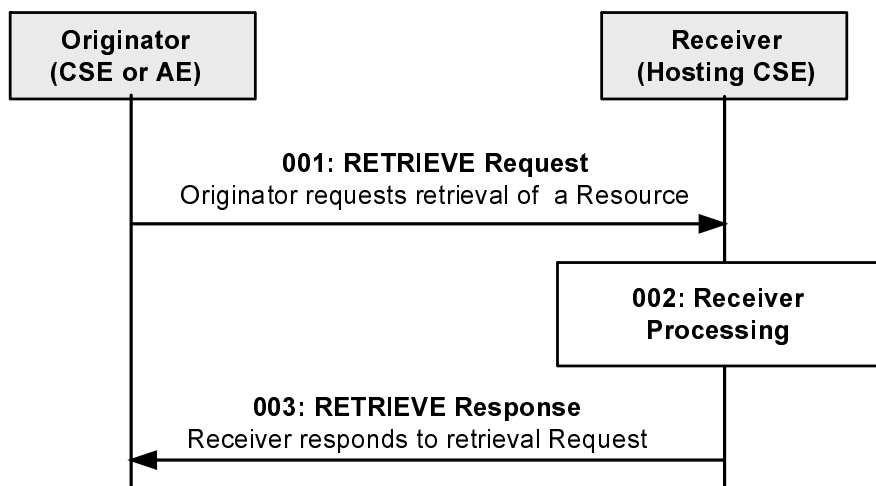 Originator
(CSE or AE)
Receiver
(Hosting CSE)
001: RETRIEVE Request
Originator requests retrieval of a Resource
002: Receiver
Processing
003: RETRIEVE Response
Receiver responds to retrieval Request